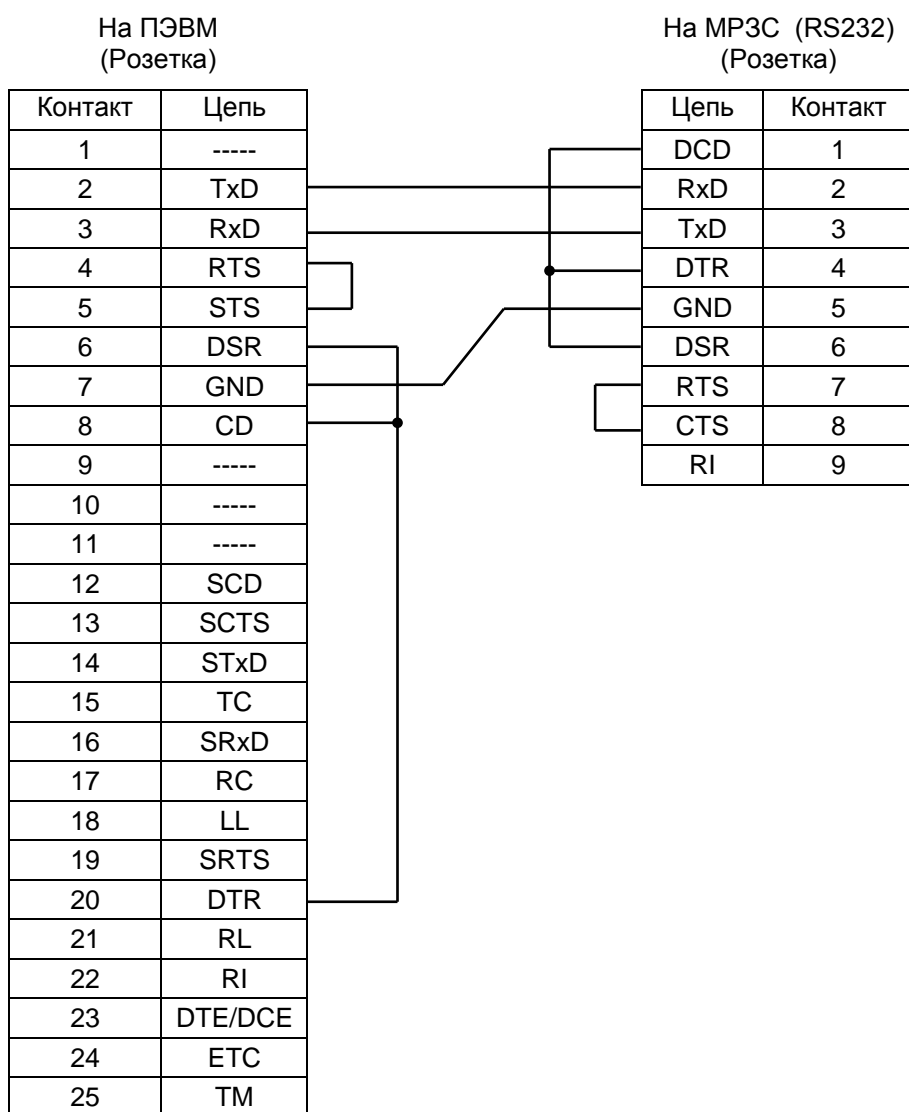 На ПЭВМ
(Розетка)
Контакт Цепь
1 -----
2 TxD
3 RxD
4 RTS
5 STS
6 DSR
7 GND
8 CD
9 -----
10 -----
11 -----
12 SCD
13 SCTS
14 STxD
15 TC
16 SRxD
17 RC
18 LL
19 SRTS
20 DTR
21 RL
22 RI
23 DTE/DCE
24 ETC
25 TM
На МРЗС (RS232)
(Розетка)
Цепь Контакт
DCD 1
RxD 2
TxD 3
DTR 4
GND 5
DSR 6
RTS 7
CTS 8
RI 9